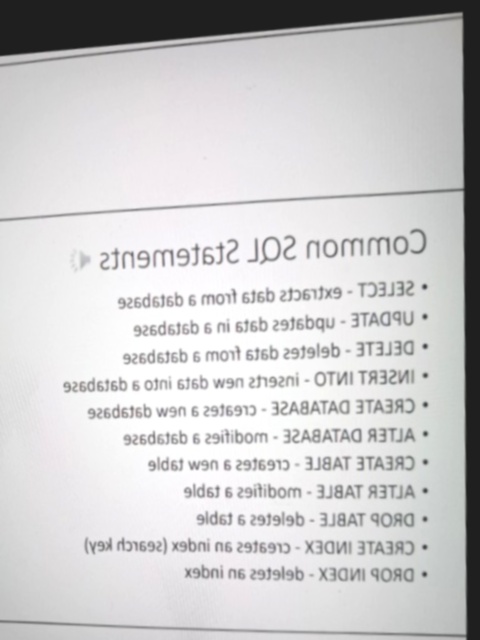 Common SQL Statements
• SELECT - extracts data from a database
• UPDATE - updates data in a database
• DELETE - deletes data from a database
• INSERT INTO - inserts new data into a database
• CREATE DATABASE - creates a new database
• ALTER DATABASE - modifies a database
• CREATE TABLE - creates a new table
• ALTER TABLE - modifies a table
• DROP TABLE - deletes a table
• CREATE INDEX - creates an index (search key)
• DROP INDEX - deletes an index